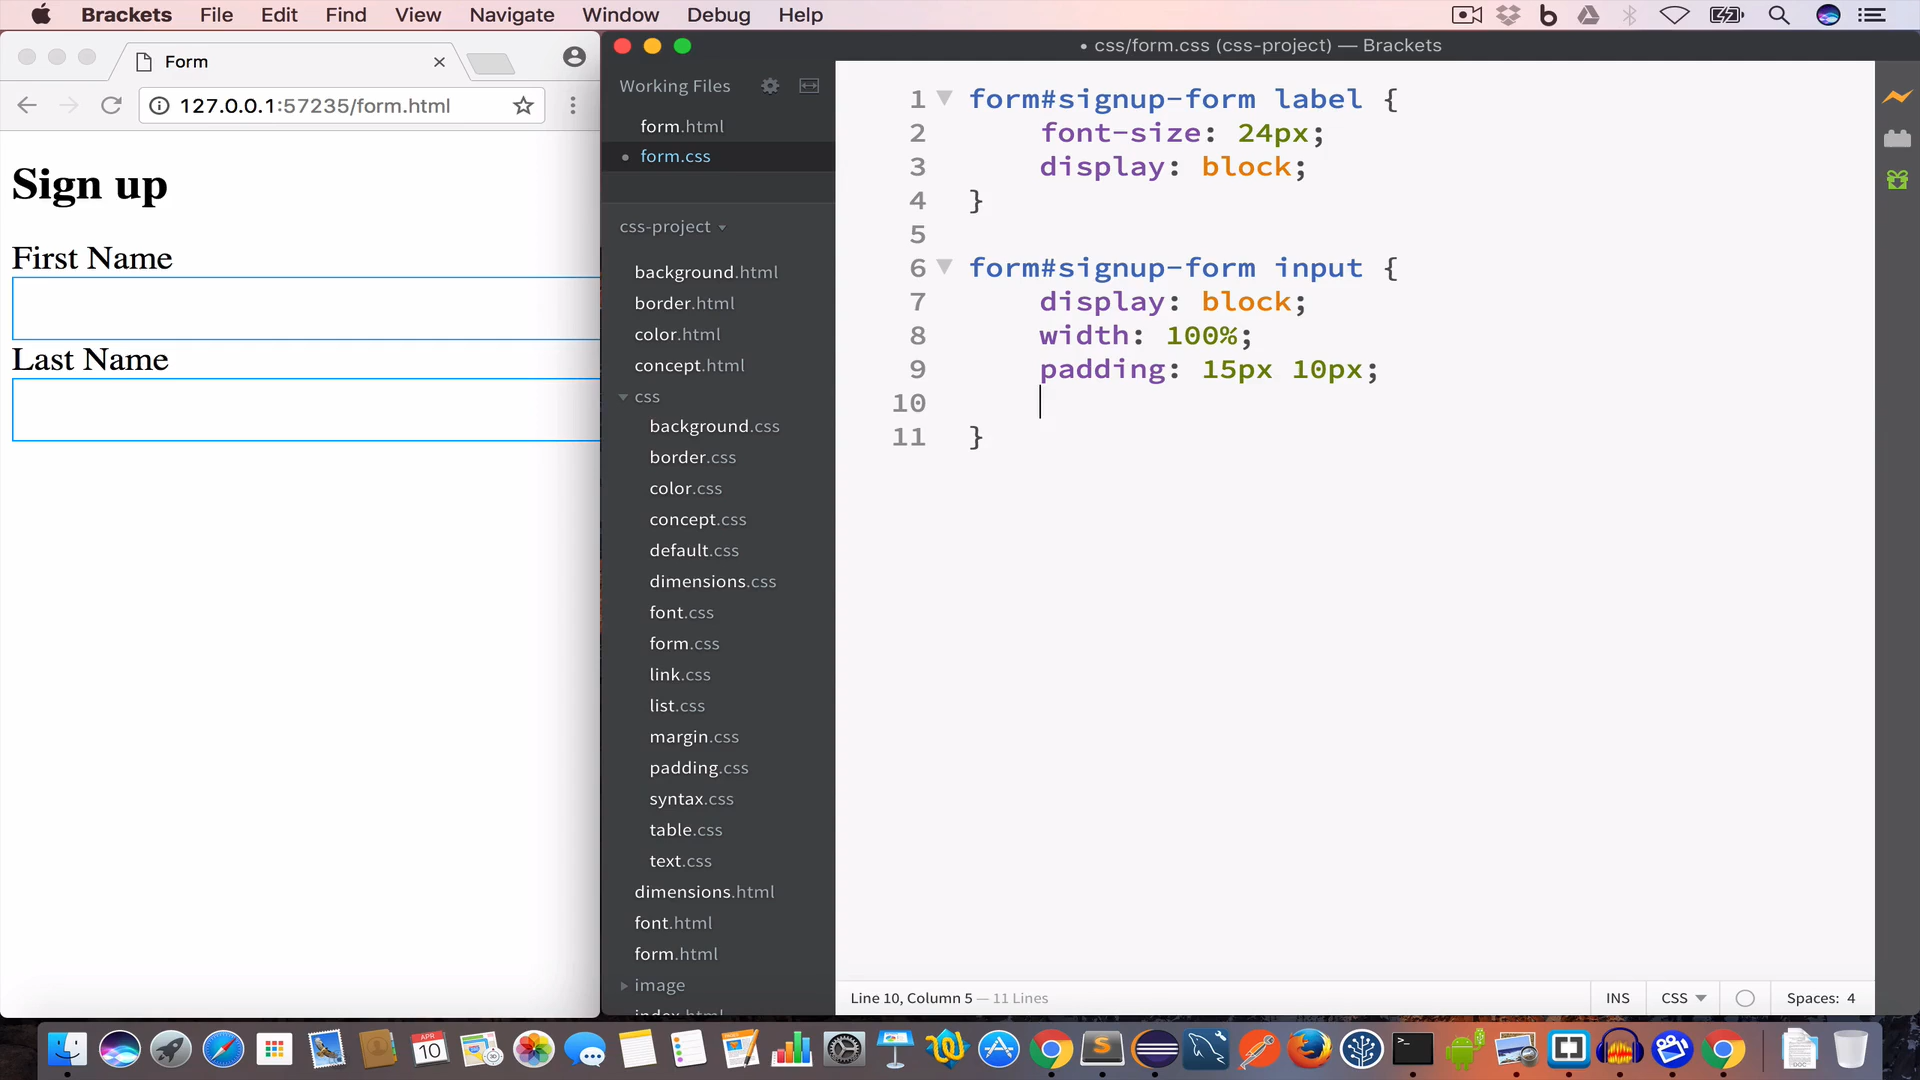 Brackets File Edit Find View Navigate Window Debug Help
Form
127.0.0.1:57235/form.html
Sign up
First Name
Last Name
• css/form.css (css-project) — Brackets
Working Files
form.html
• form.css
css-project
background.html
border.html
color.html
concept.html
css
background.css
border.css
color.css
concept.css
default.css
dimensions.css
font.css
form.css
link.css
list.css
margin.css
padding.css
syntax.css
table.css
text.css
dimensions.html
font.html
form.html
image
1 form#signup-form label {
2 font-size: 24px;
3 display: block;
4 }
5
6 form#signup-form input {
7 display: block;
8 width: 100%;
9 padding: 15px 10px;
10
11 }
Line 10, Column 5 — 11 Lines
INS CSS Spaces: 4
APR
10